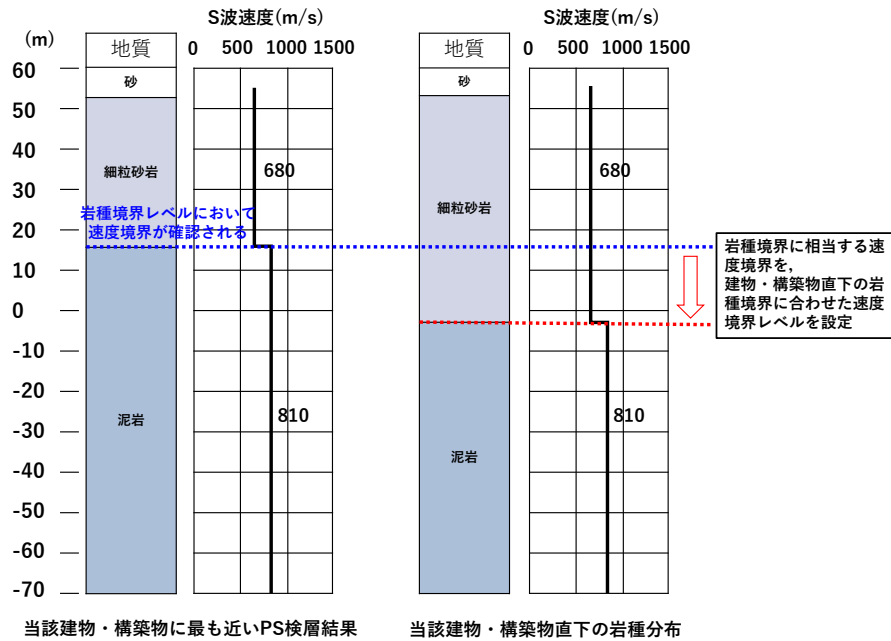 S波速度(m/s)
S波速度(m/s)
(m)
地質
0 500 1000 1500
地質
0 500 1000 1500
60
砂
砂
50
40
細粒砂岩
680
680
30
細粒砂岩
岩種境界レベルにおいて
速度境界が確認される
20
10
0
-10
-20
泥岩
810
810
-30
泥岩
-40
-50
-60
-70
岩種境界に相当する速
度境界を,
建物・構築物直下の岩
種境界に合わせた速度
境界レベルを設定
当該建物・構築物に最も近いPS検層結果
当該建物・構築物直下の岩種分布